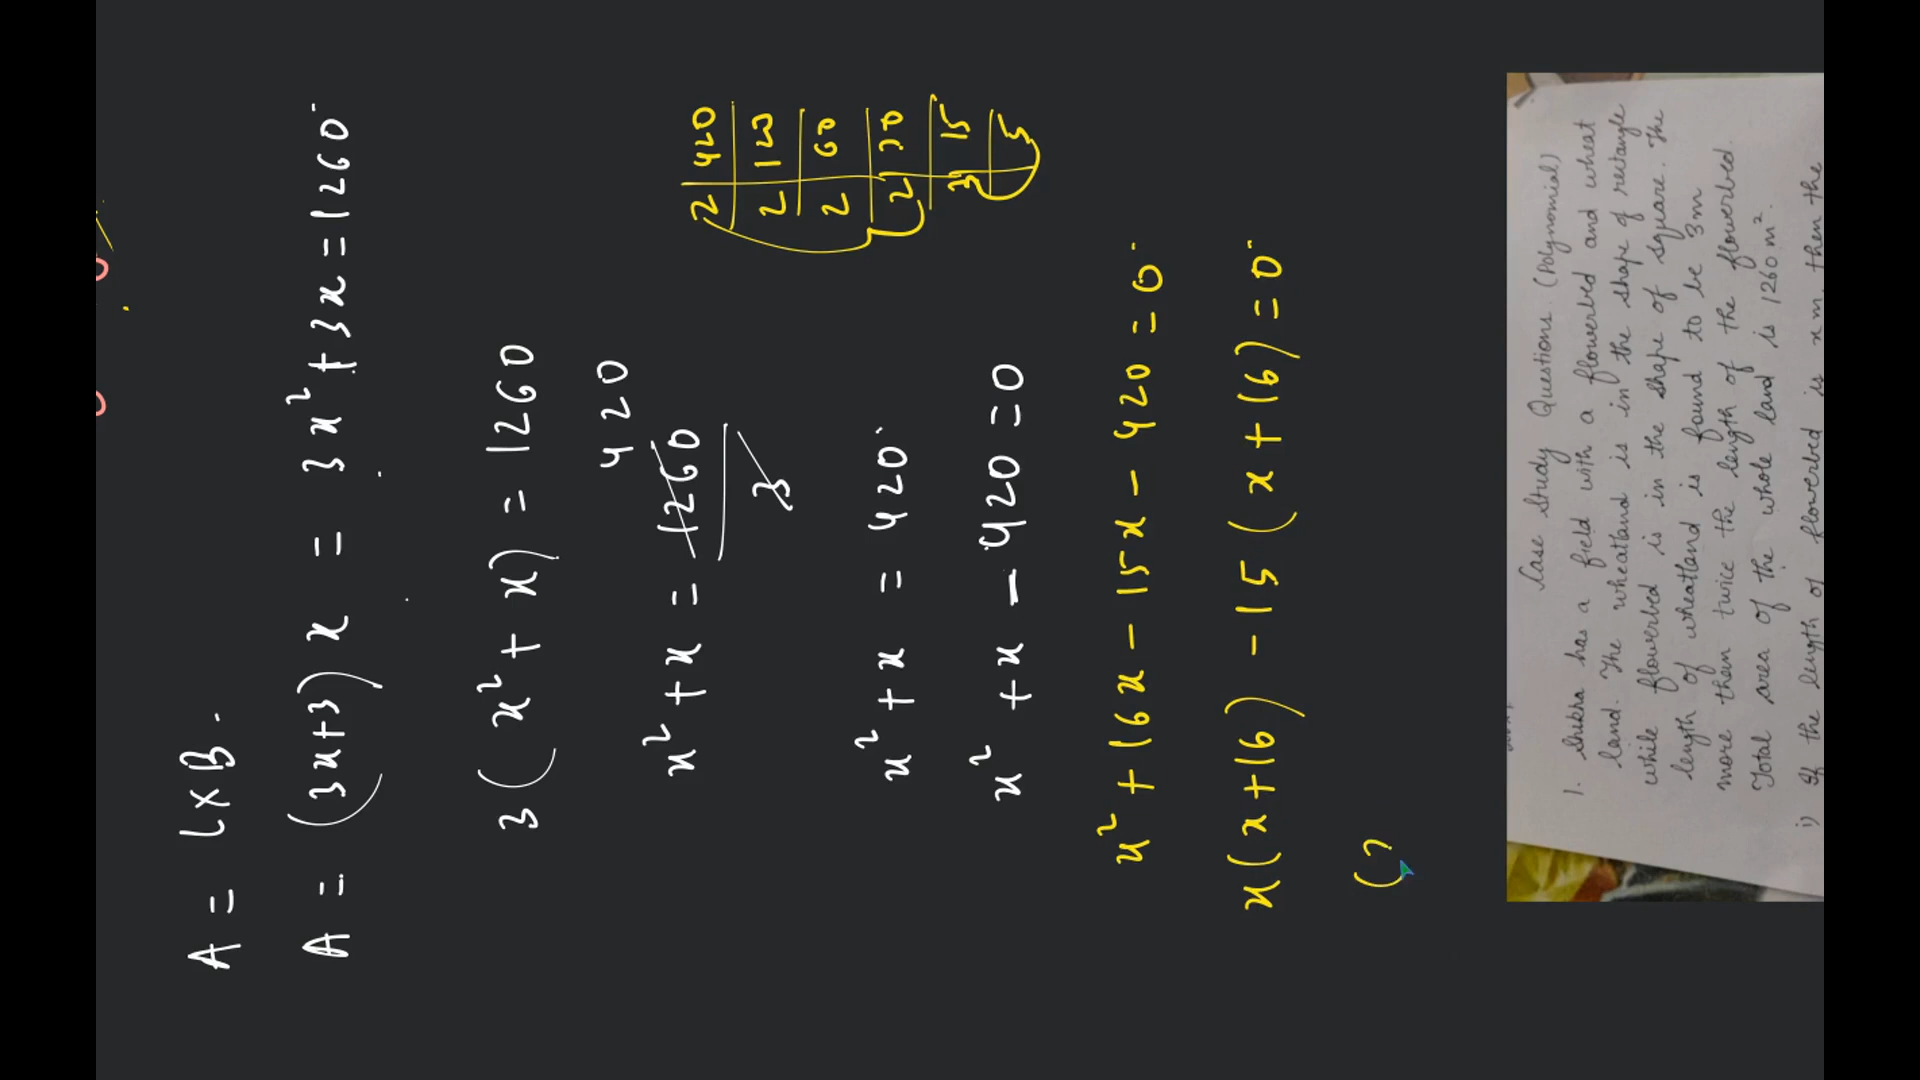 A = L × B.
A = (3x+3)x = 3x² + 3x = 1260
3(x² + x) = 1260
420
x² + x = 1260
3
x² + x = 420
x² + x - 420 = 0
2 | 420
2
2 | 60
2
3 | 15
5
x² + 16x - 15x - 420 = 0
x(x+16) - 15(x+16) = 0
(
Case Study Questions. (Polynomial)
1. Shikha has a field with a flowerbed and wheat
land. The wheatland is in the shape of rectangle
while flowerbed is in the shape of square. The
length of wheatland is found to be 3m
more then twice the length of the flowerbed.
Total area of the whole land is 1260 m².
i) If the length of flowerbed is x m, then the